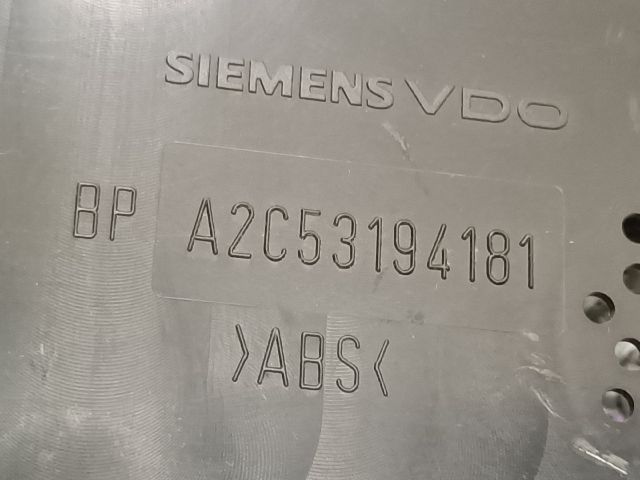 SIEMENS VDO
BP A2C53194181
>ABS<